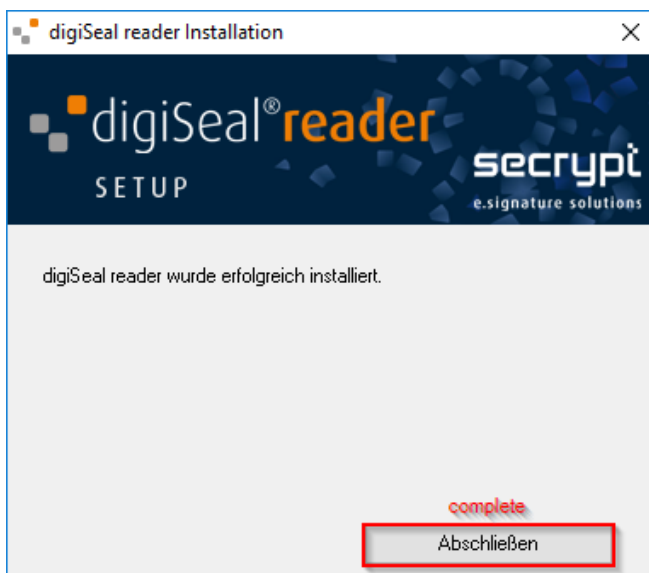 digiSeal reader Installation
digiSeal®reader
SETUP
secrypt
e.signature solutions
digiSeal reader wurde erfolgreich installiert.
complete
Abschließen